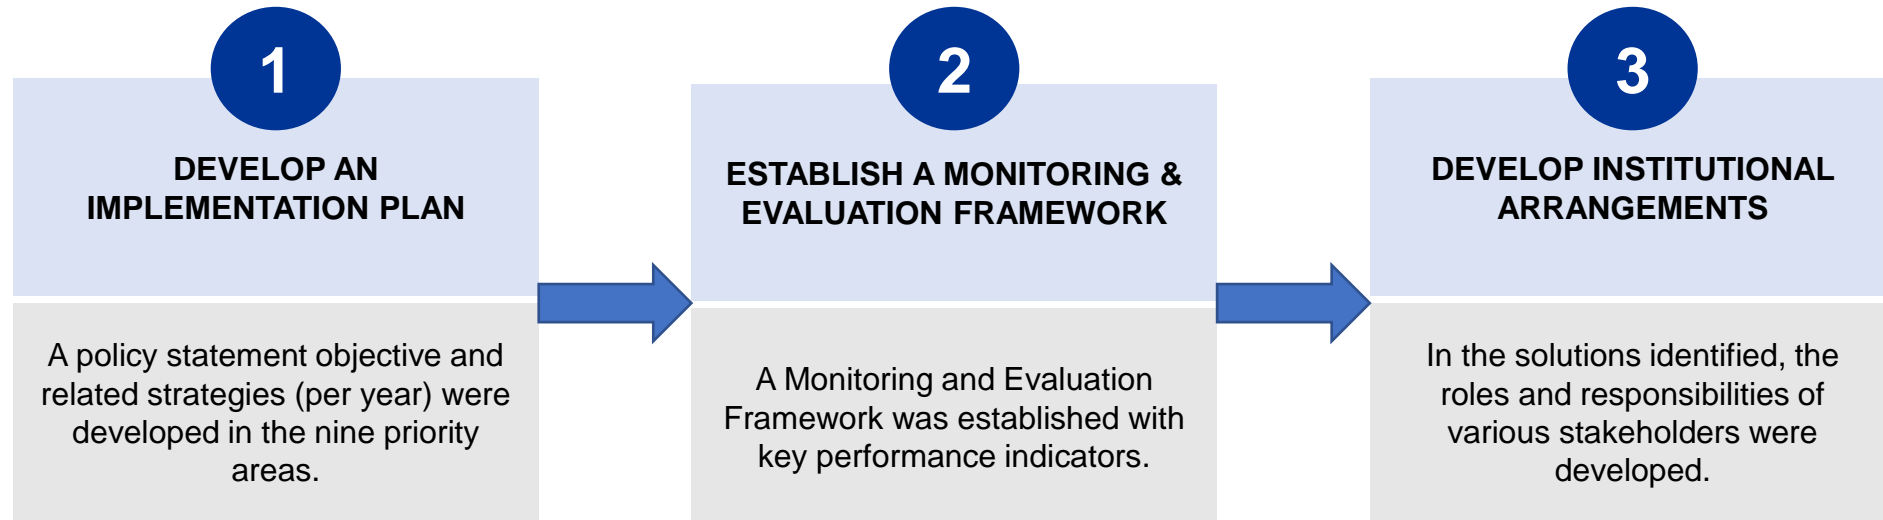 1
DEVELOP AN
IMPLEMENTATION PLAN
A policy statement objective and
related strategies (per year) were
developed in the nine priority
areas.
2
ESTABLISH A MONITORING &
EVALUATION FRAMEWORK
A Monitoring and Evaluation
Framework was established with
key performance indicators.
3
DEVELOP INSTITUTIONAL
ARRANGEMENTS
In the solutions identified, the
roles and responsibilities of
various stakeholders were
developed.